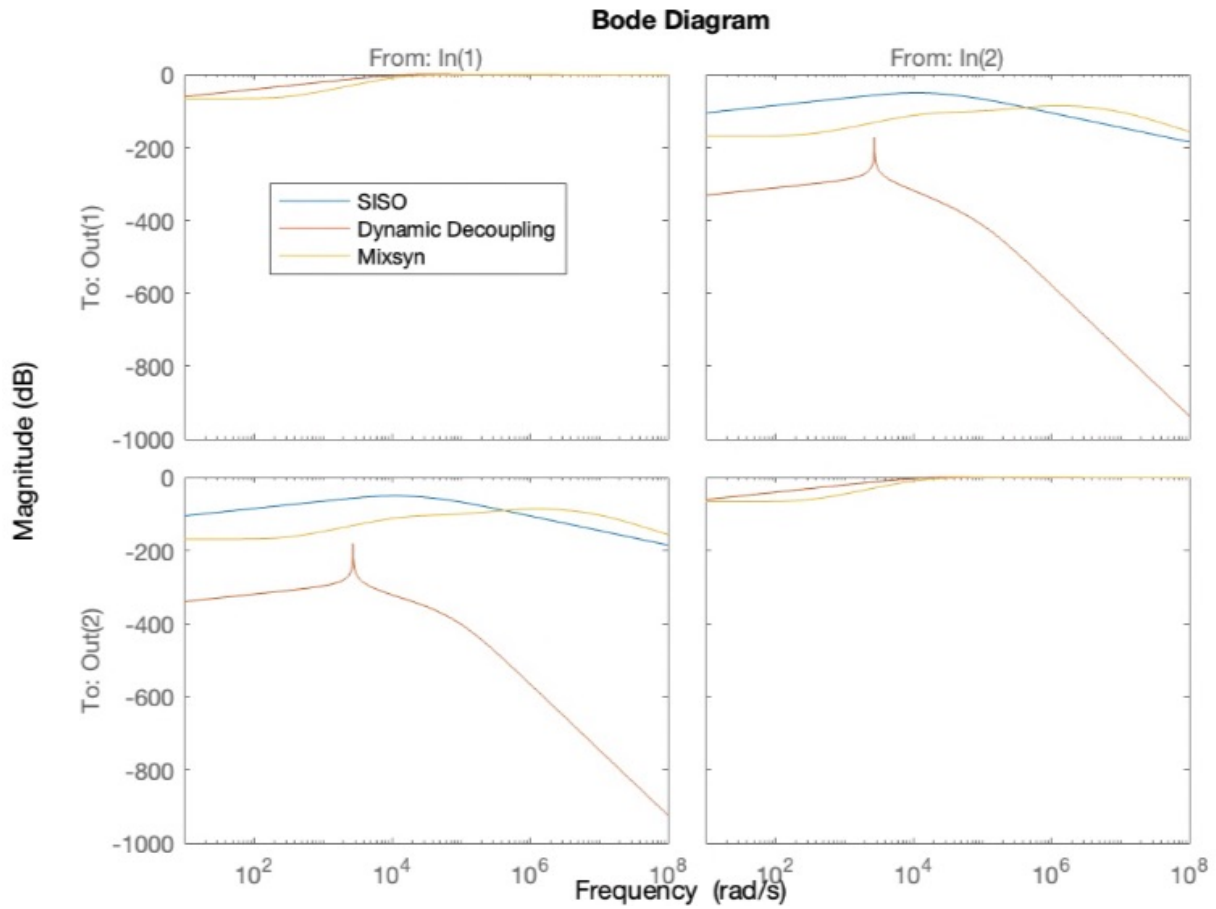 Bode Diagram
From: In(1)
From: In(2)
To: Out(1)
0
-200
-400
-600
-800
-1000
SISO
Dynamic Decoupling
Mixsyn
Magnitude (dB)
To: Out(2)
0
-200
-400
-600
-800
-1000
10^2
10^4
10^6
10^8
10^2
10^4
10^6
10^8
Frequency (rad/s)